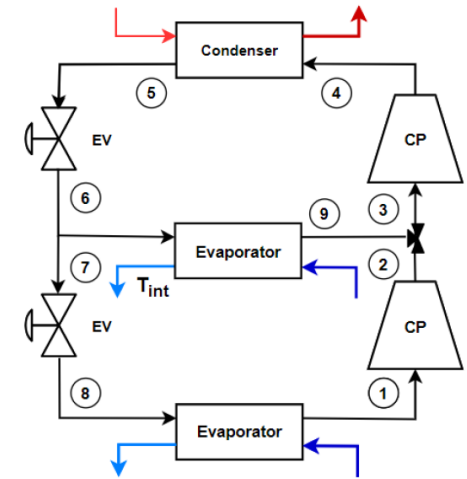 Condenser
5
4
EV
CP
6
3
9
Evaporator
7
2
Tint
EV
CP
8
1
Evaporator